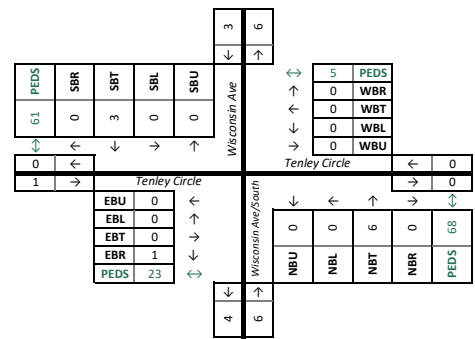 3 6
↓ ↑
PEDS SBR SBT SBL SBU
61 0 3 0 0
↕ ← ↓ → ↑
Wisconsin Ave
↔ 5 PEDS
↑ 0 WBR
← 0 WBT
↓ 0 WBL
→ 0 WBU
0 ←
Tenley Circle
← 0
1 →
Tenley Circle
→ 0
EBU 0 ←
EBL 0 ↑
EBT 0 →
EBR 1 ↓
PEDS 23 ↔
Wisconsin Ave/South
↓ ← ↑ → ↕
0 0 6 0 68
NBU NBL NBT NBR PEDS
↓ ↑
4 6